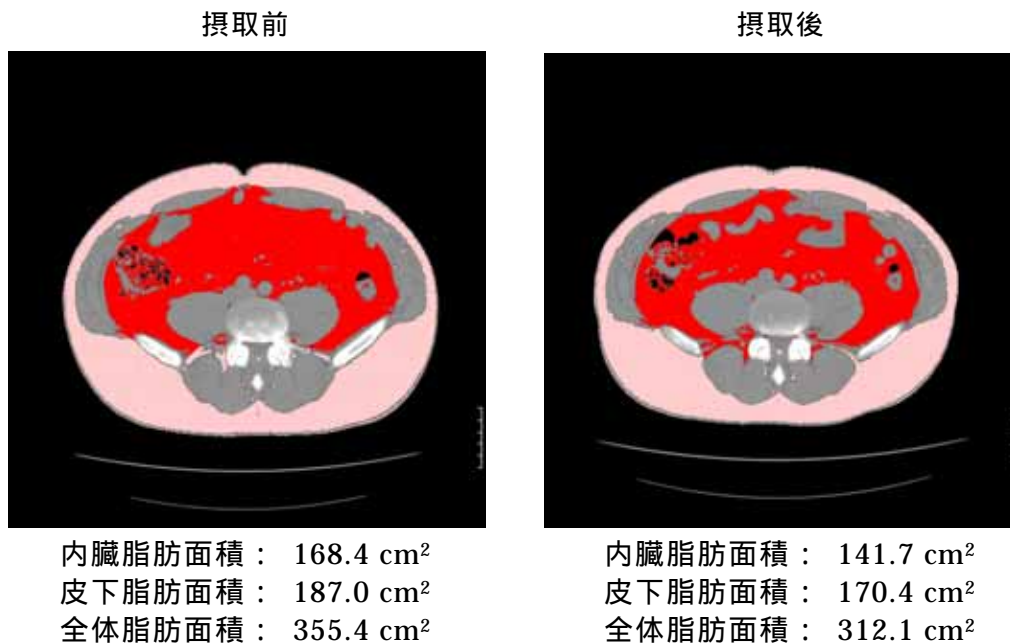 摂取前
摂取後
内臓脂肪面積： 168.4 cm²
皮下脂肪面積： 187.0 cm²
全体脂肪面積： 355.4 cm²
内臓脂肪面積： 141.7 cm²
皮下脂肪面積： 170.4 cm²
全体脂肪面積： 312.1 cm²